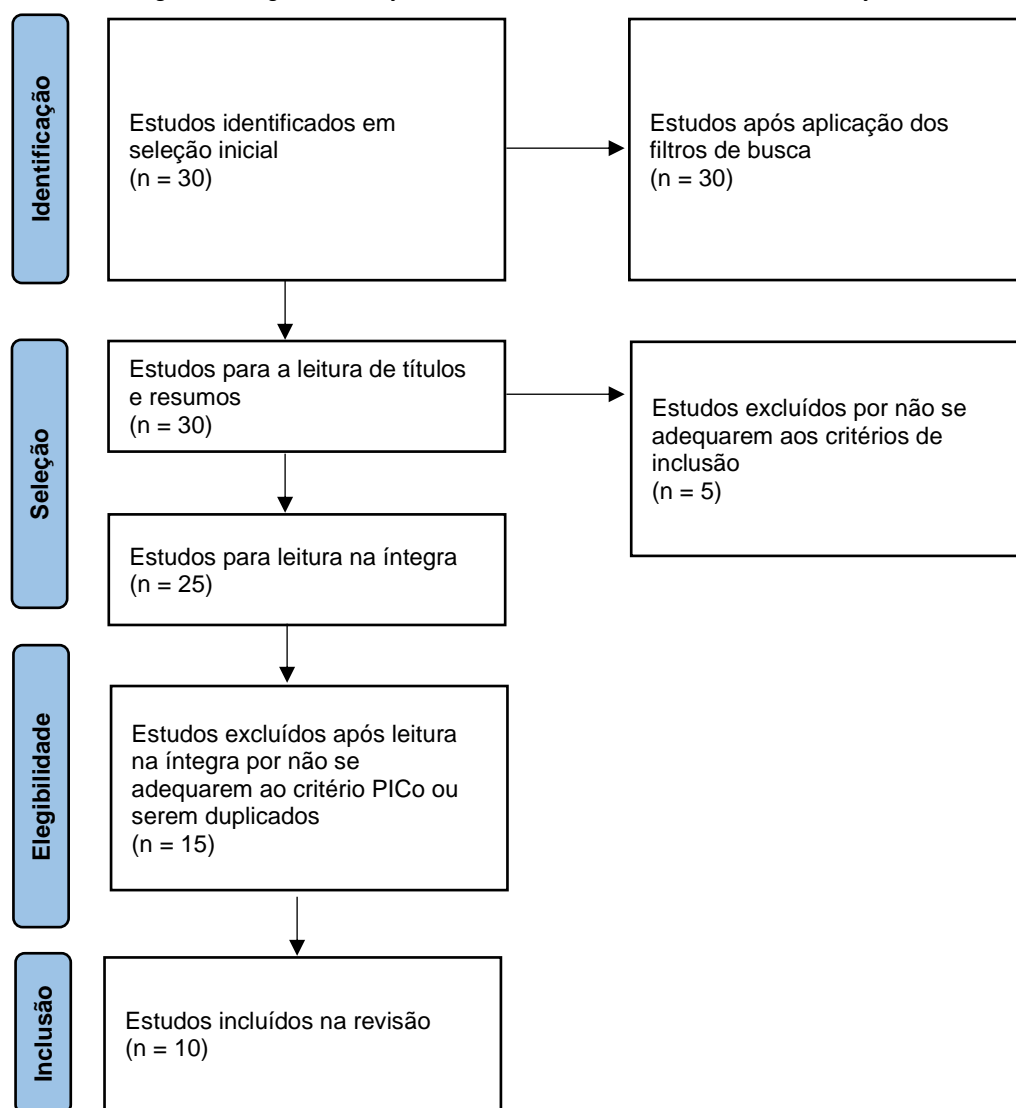 Identificação
Estudos identificados em
seleção inicial
(n = 30)
Estudos após aplicação dos
filtros de busca
(n = 30)
Seleção
Estudos para a leitura de títulos
e resumos
(n = 30)
Estudos excluídos por não se
adequarem aos critérios de
inclusão
(n = 5)
Estudos para leitura na íntegra
(n = 25)
Elegibilidade
Estudos excluídos após leitura
na íntegra por não se
adequarem ao critério PICo ou
serem duplicados
(n = 15)
Inclusão
Estudos incluídos na revisão
(n = 10)